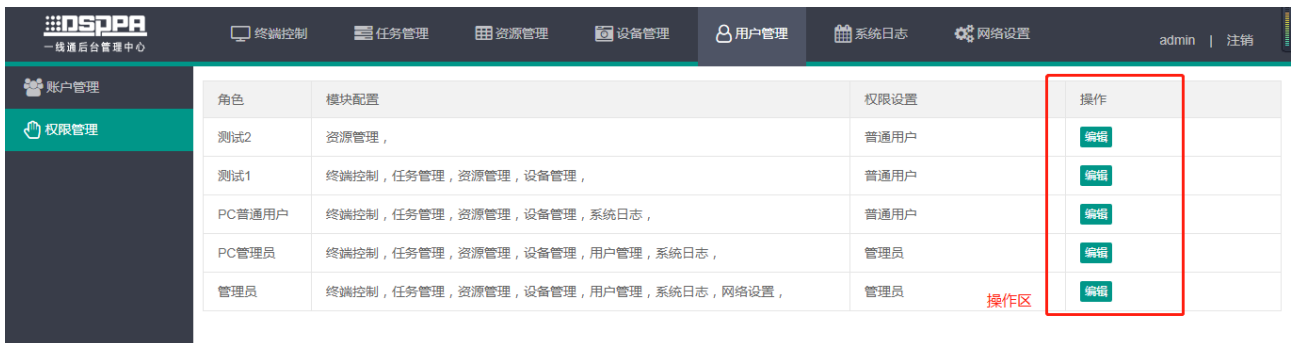 DSPPA
一线通后台管理中心
终端控制 任务管理 资源管理 设备管理 用户管理 系统日志 网络设置 admin | 注销
账户管理
权限管理
角色 模块配置 权限设置 操作
测试2 资源管理 , 普通用户 编辑
测试1 终端控制 , 任务管理 , 资源管理 , 设备管理 , 普通用户 编辑
PC普通用户 终端控制 , 任务管理 , 资源管理 , 设备管理 , 系统日志 , 普通用户 编辑
PC管理员 终端控制 , 任务管理 , 资源管理 , 设备管理 , 用户管理 , 系统日志 , 管理员 编辑
管理员 终端控制 , 任务管理 , 资源管理 , 设备管理 , 用户管理 , 系统日志 , 网络设置 , 管理员 编辑
操作区